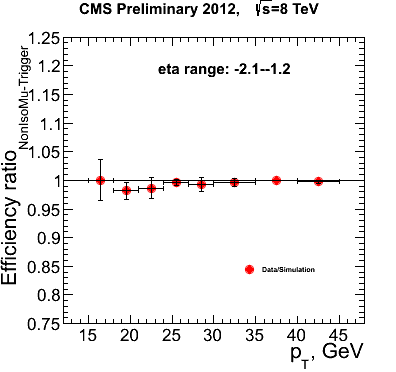 CMS Preliminary 2012, √s=8 TeV
eta range: -2.1--1.2
Efficiency ratio NonIsoMu-Trigger
1.25
1.2
1.15
1.1
1.05
1
0.95
0.9
0.85
0.8
0.75
Data/Simulation
15 20 25 30 35 40 45
p_T, GeV